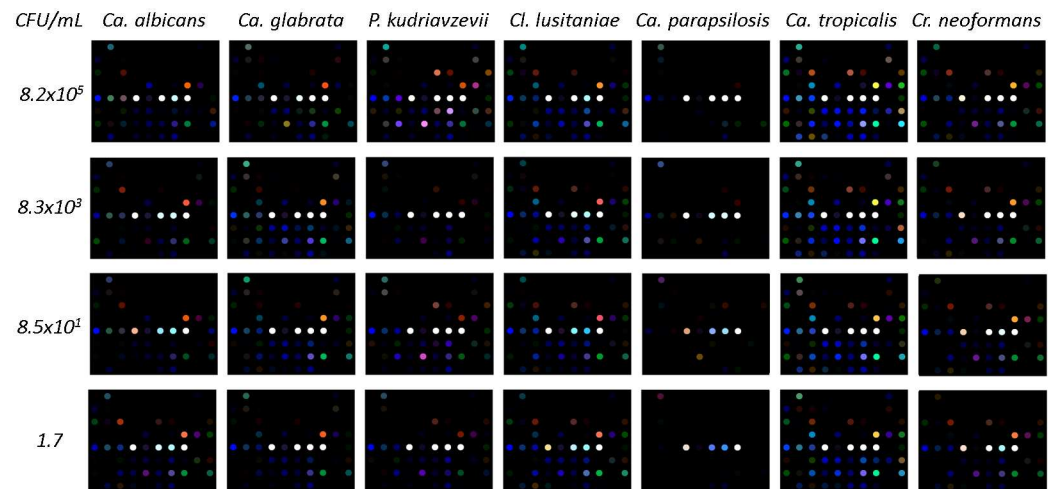 CFU/mL Ca. albicans Ca. glabrata P. kudriavzevii Cl. lusitaniae Ca. parapsilosis Ca. tropicalis Cr. neoformans
8.2x10⁵
8.3x10³
8.5x10¹
1.7